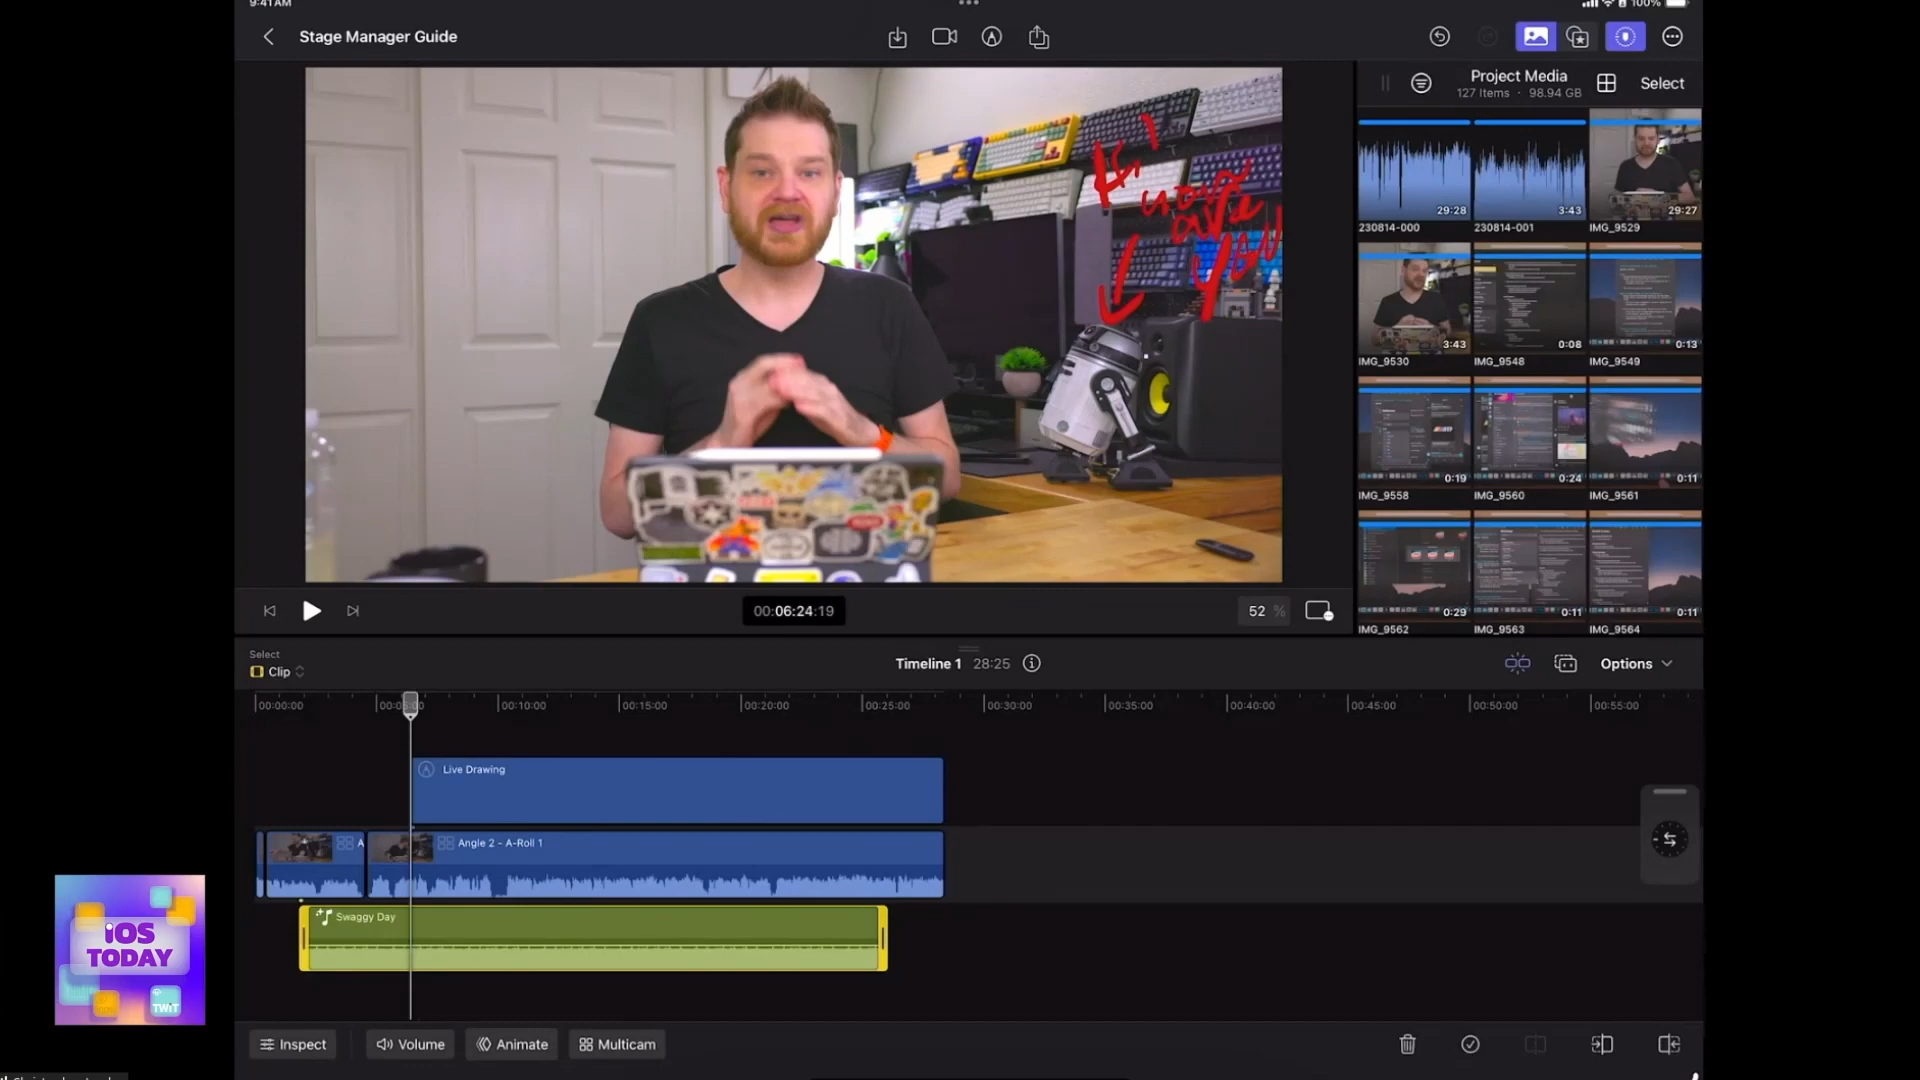 9:41AM
100%
Stage Manager Guide
Project Media
127 Items · 98.94 GB
Select
29:28
3:43
29:27
230814-000
230814-001
IMG_9529
3:43
0:08
0:13
IMG_9530
IMG_9548
IMG_9549
0:19
0:24
0:11
IMG_9558
IMG_9560
IMG_9561
0:29
0:11
0:11
IMG_9562
IMG_9563
IMG_9564
are
you
00:06:24:19
52 %
Select
Clip
Timeline 1 28:25
Options
00:00:00
00:10:00
00:15:00
00:20:00
00:25:00
00:30:00
00:35:00
00:40:00
00:45:00
00:50:00
00:55:00
Live Drawing
A
Angle 2 - A-Roll 1
Swaggy Day
iOS
TODAY
TWiT
Inspect
Volume
Animate
Multicam